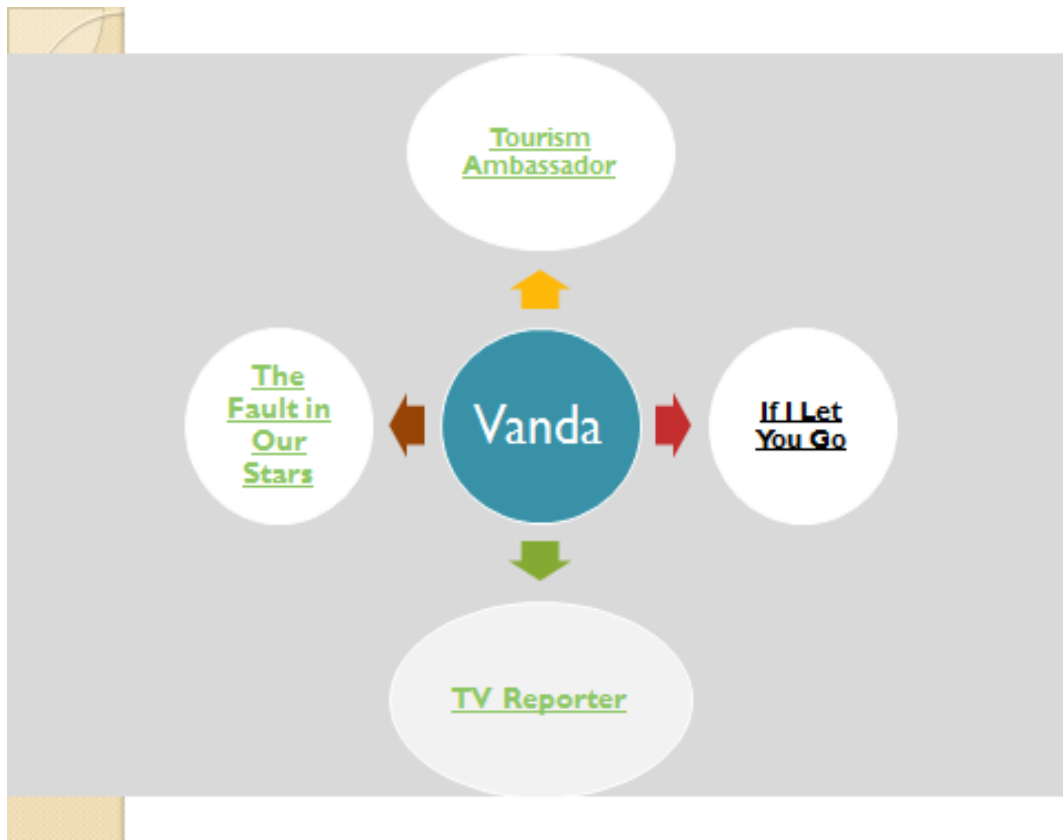 Tourism
Ambassador
The
Fault in
Our
Stars
Vanda
If I Let
You Go
TV Reporter